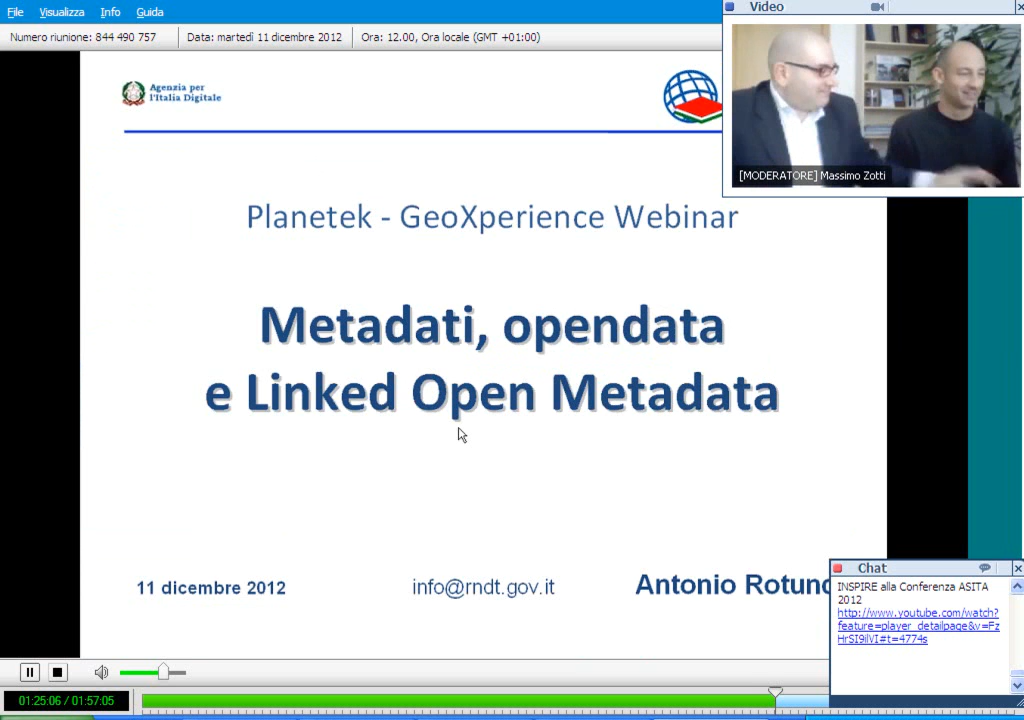 File Visualizza Info Guida
Video
Numero riunione: 844 490 757 Data: martedì 11 dicembre 2012 Ora: 12.00, Ora locale (GMT +01:00)
Agenzia per
l'Italia Digitale
[MODERATORE] Massimo Zotti
Planetek - GeoXperience Webinar
Metadati, opendata
e Linked Open Metadata
11 dicembre 2012 info@rndt.gov.it Antonio Rotund
Chat
INSPIRE alla Conferenza ASITA
2012
http://www.youtube.com/watch?
feature=player_detailpage&v=Fz
HrSI9ilVI#t=4774s
01:25:06 / 01:57:05